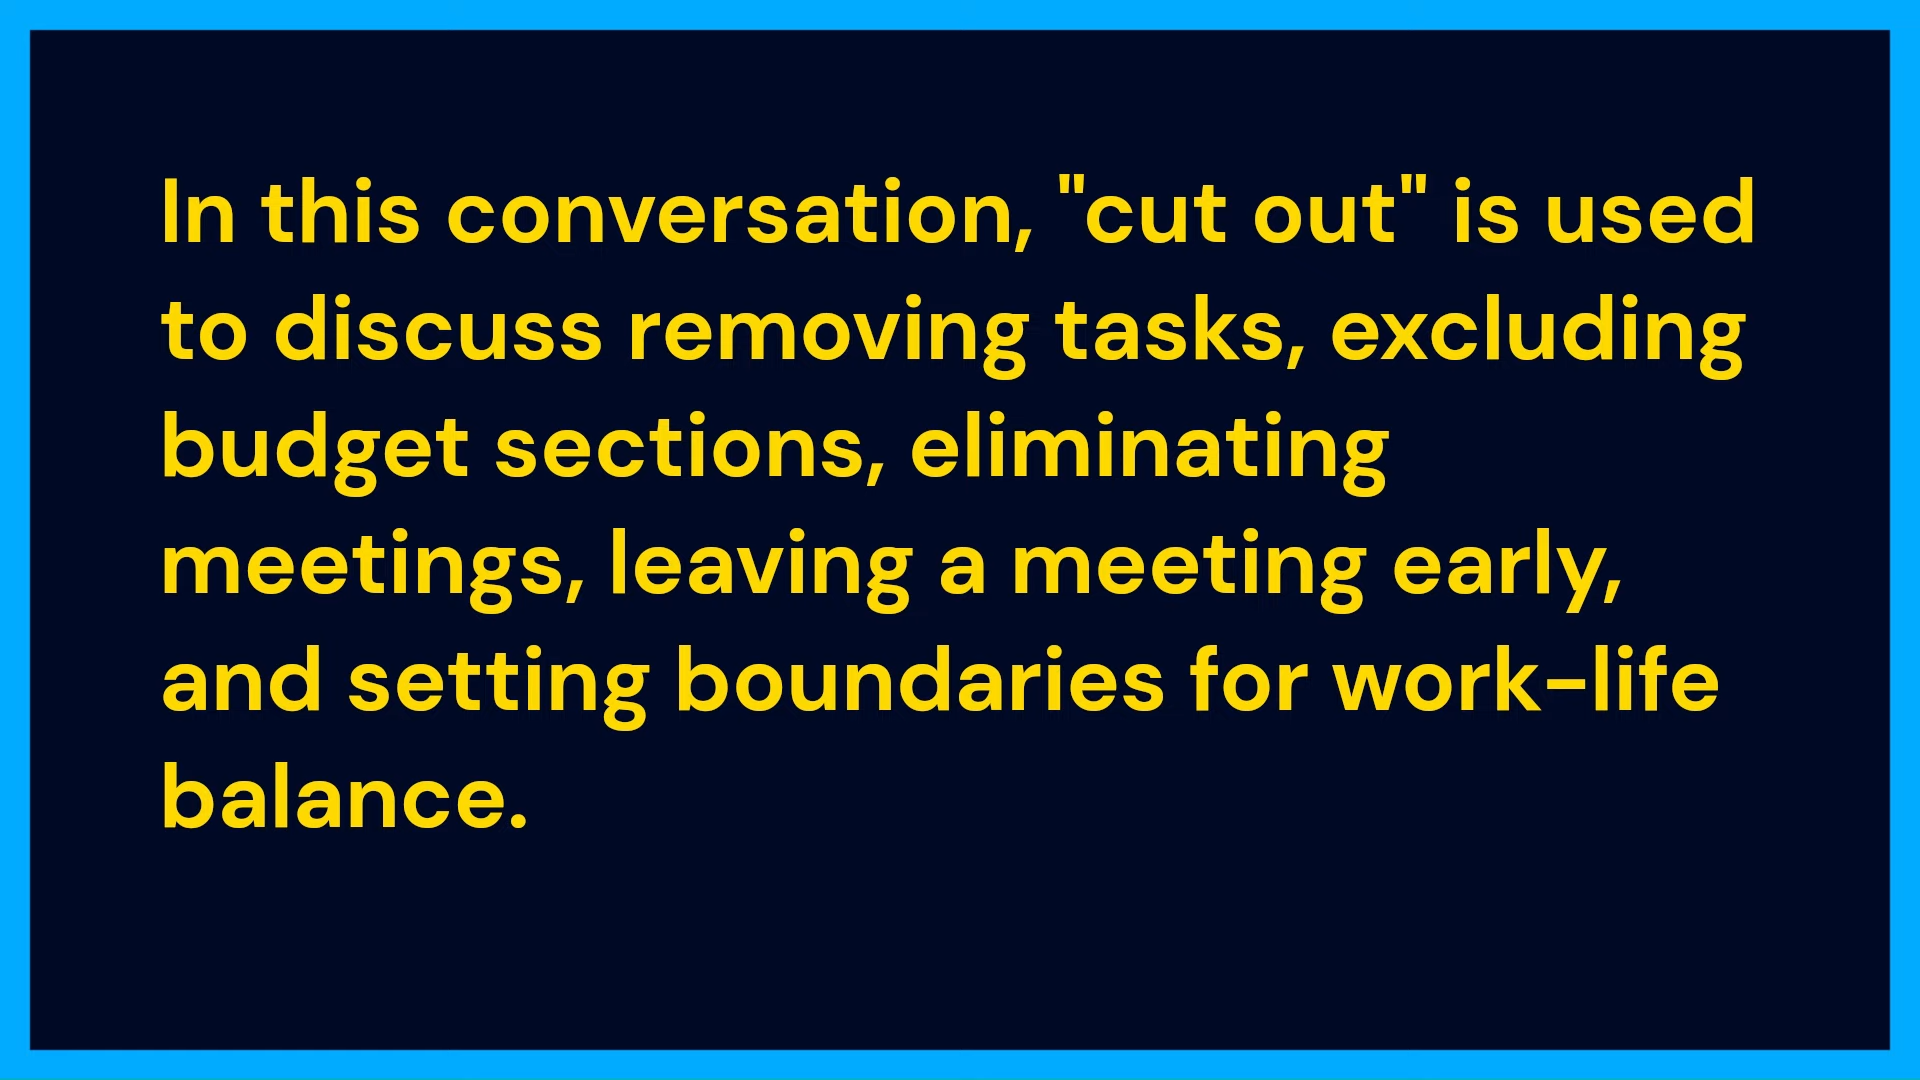 In this conversation, "cut out" is used
to discuss removing tasks, excluding
budget sections, eliminating
meetings, leaving a meeting early,
and setting boundaries for work-life
balance.